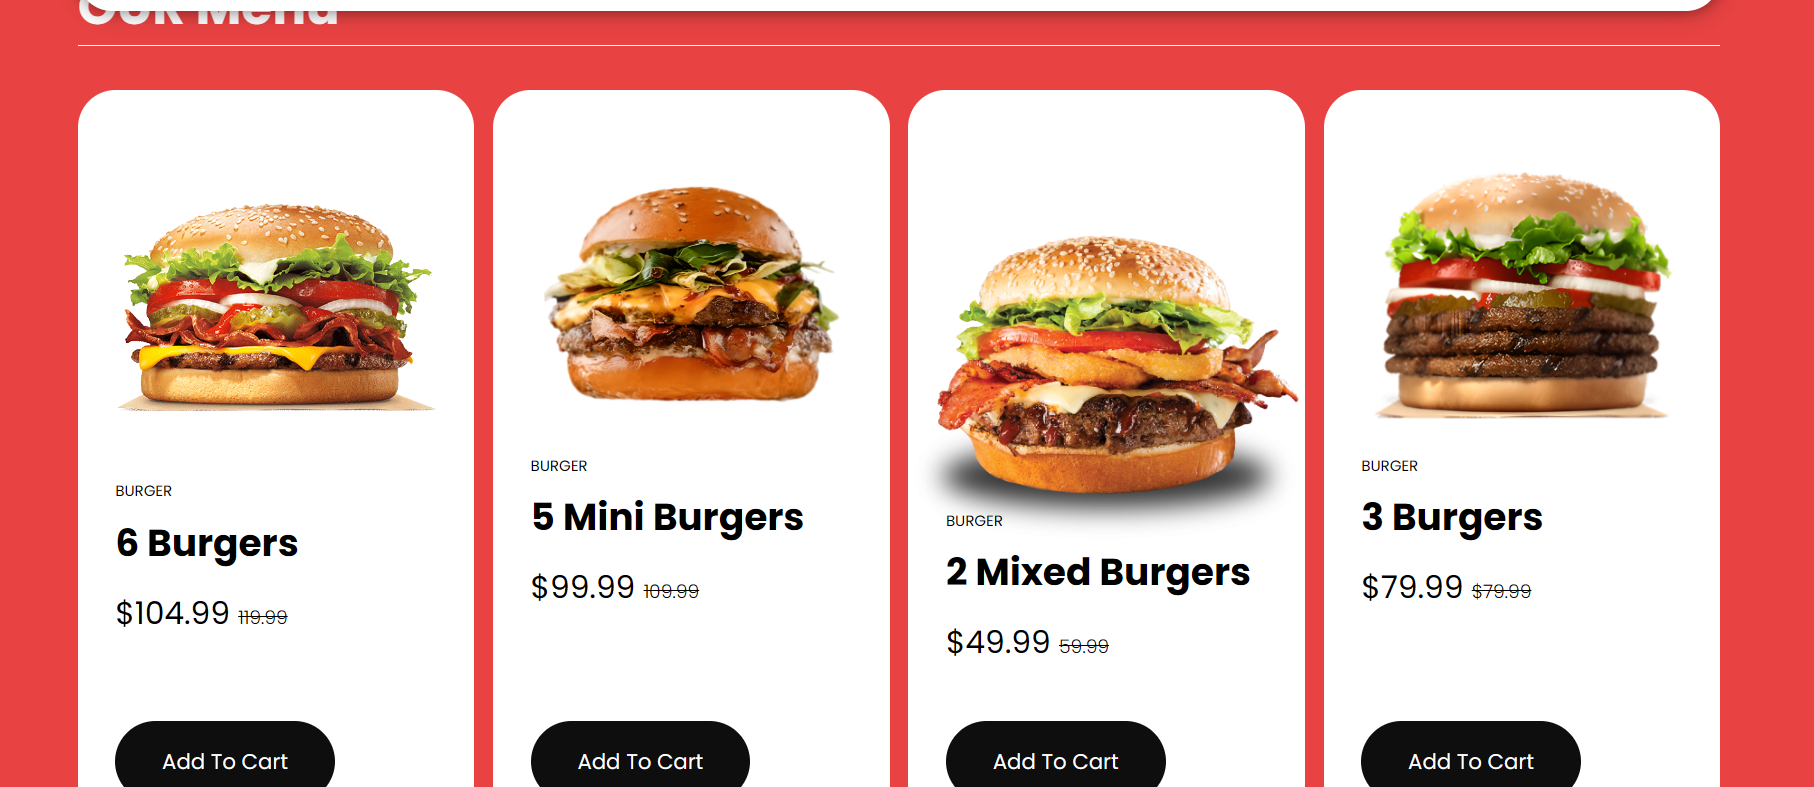 Our Menu
BURGER
6 Burgers
$104.99 119.99
Add To Cart
BURGER
5 Mini Burgers
$99.99 109.99
Add To Cart
BURGER
2 Mixed Burgers
$49.99 59.99
Add To Cart
BURGER
3 Burgers
$79.99 $79.99
Add To Cart